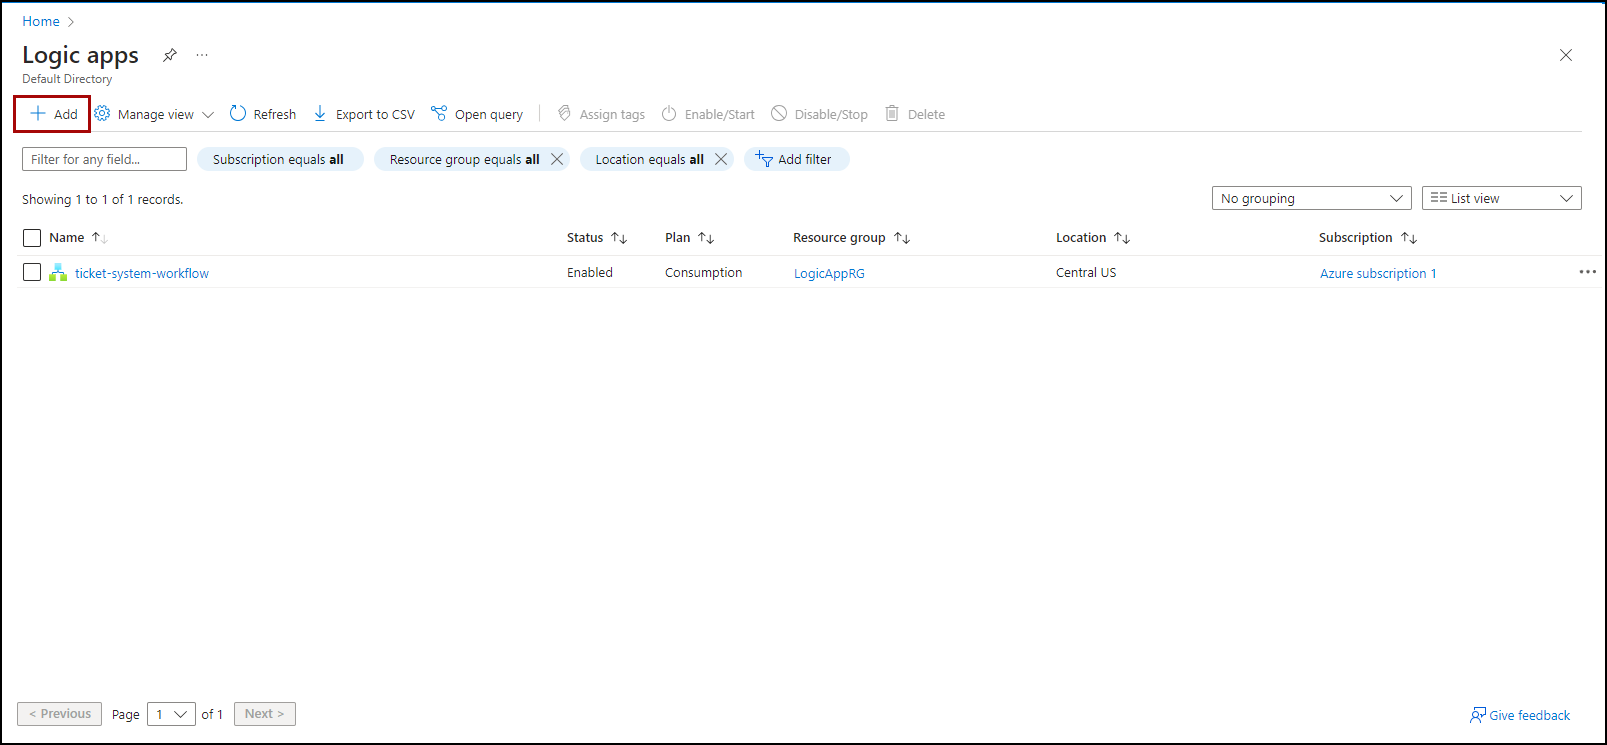 Home >
Logic apps ...
Default Directory
+ Add Manage view Refresh Export to CSV Open query Assign tags Enable/Start Disable/Stop Delete
Filter for any field... Subscription equals all Resource group equals all Location equals all Add filter
Showing 1 to 1 of 1 records. No grouping List view
Name Status Plan Resource group Location Subscription
ticket-system-workflow Enabled Consumption LogicAppRG Central US Azure subscription 1 ...
< Previous Page 1 of 1 Next > Give feedback